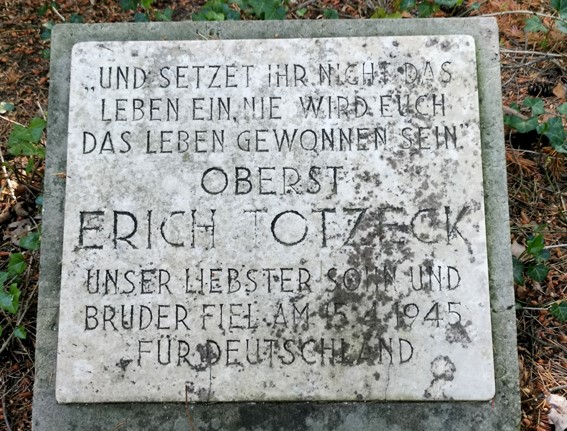 „UND SETZET IHR NICHT DAS
LEBEN EIN, NIE WIRD EUCH
DAS LEBEN GEWONNEN SEIN."
OBERST
ERICH TOTZECK
UNSER LIEBSTER SOHN UND
BRUDER FIEL AM 15.4.1945
FÜR DEUTSCHLAND